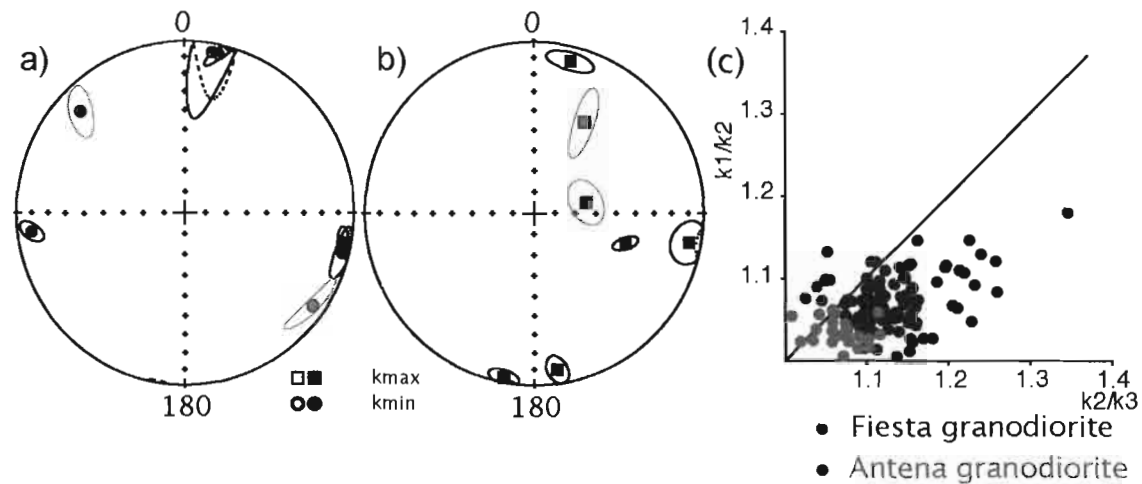 a)
0
180
b)
0
180
kmax
kmin
(c)
k1/k2
1.4
1.3
1.2
1.1
1.1
1.2
1.3
1.4
k2/k3
Fiesta granodiorite
Antena granodiorite